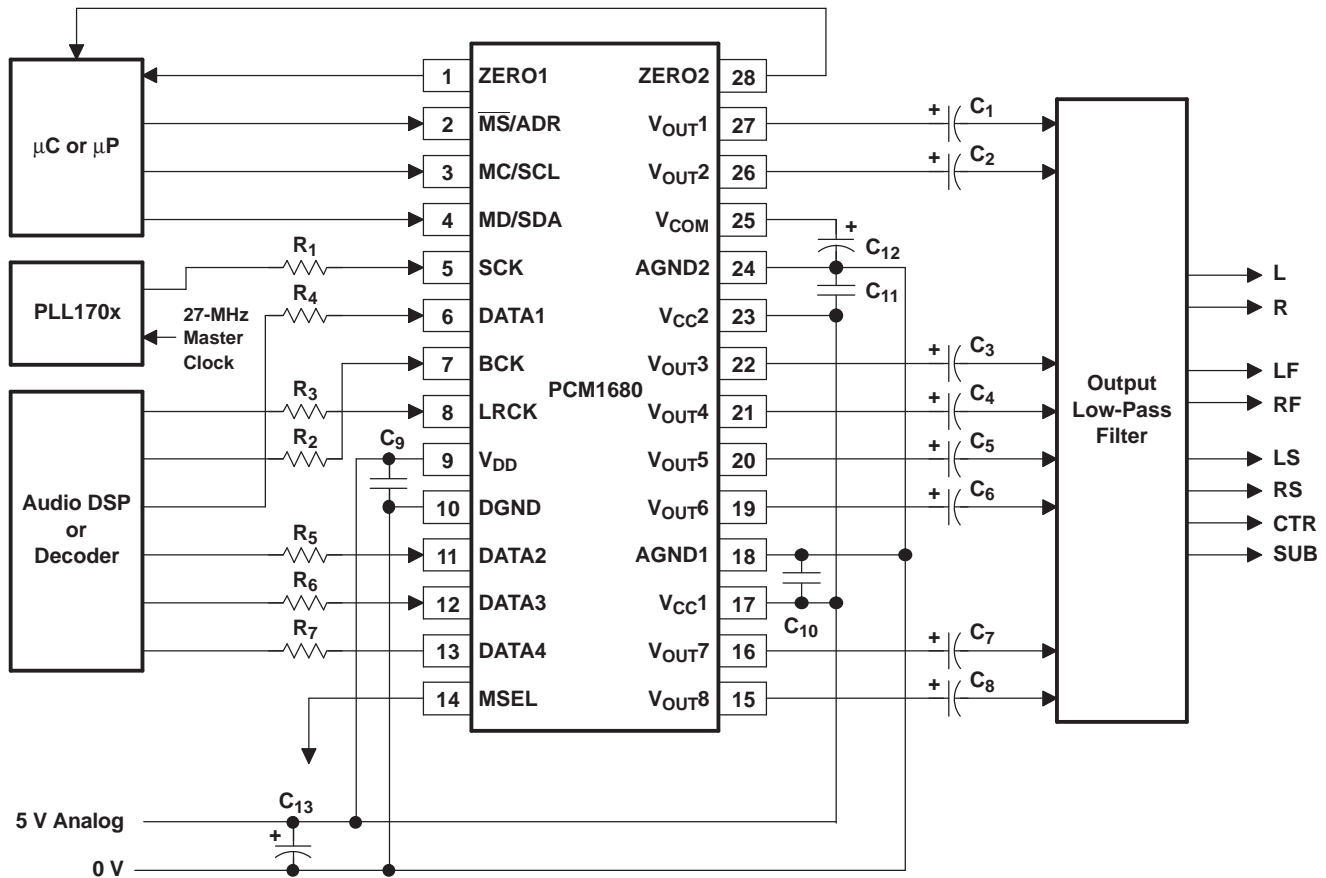 μC or μP
PLL170x
27-MHz
Master
Clock
Audio DSP
or
Decoder
R1
R4
R3
R2
C9
R5
R6
R7
1 ZERO1
2 MS/ADR
3 MC/SCL
4 MD/SDA
5 SCK
6 DATA1
7 BCK
8 LRCK
9 VDD
10 DGND
11 DATA2
12 DATA3
13 DATA4
14 MSEL
PCM1680
ZERO2 28
VOUT1 27
VOUT2 26
VCOM 25
AGND2 24
VCC2 23
VOUT3 22
VOUT4 21
VOUT5 20
VOUT6 19
AGND1 18
VCC1 17
VOUT7 16
VOUT8 15
+ C1
+ C2
+ C12
C11
+ C3
+ C4
+ C5
+ C6
C10
+ C7
+ C8
Output
Low-Pass
Filter
L
R
LF
RF
LS
RS
CTR
SUB
C13
5 V Analog
+
0 V